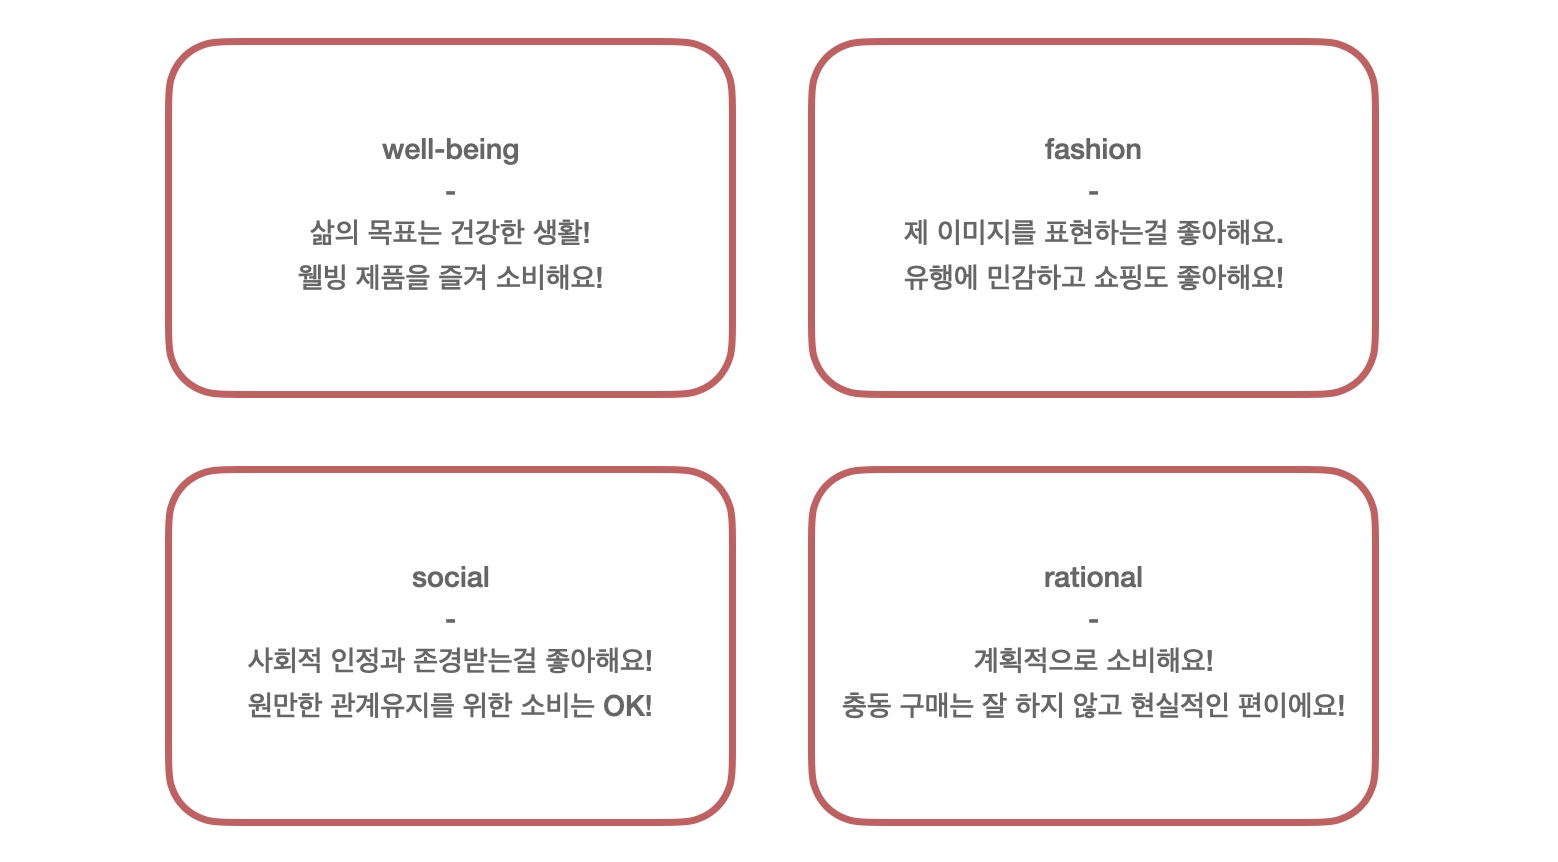 well-being
-
삶의 목표는 건강한 생활!
웰빙 제품을 즐겨 소비해요!
fashion
-
제 이미지를 표현하는걸 좋아해요.
유행에 민감하고 쇼핑도 좋아해요!
social
-
사회적 인정과 존경받는걸 좋아해요!
원만한 관계유지를 위한 소비는 OK!
rational
-
계획적으로 소비해요!
충동 구매는 잘 하지 않고 현실적인 편이에요!